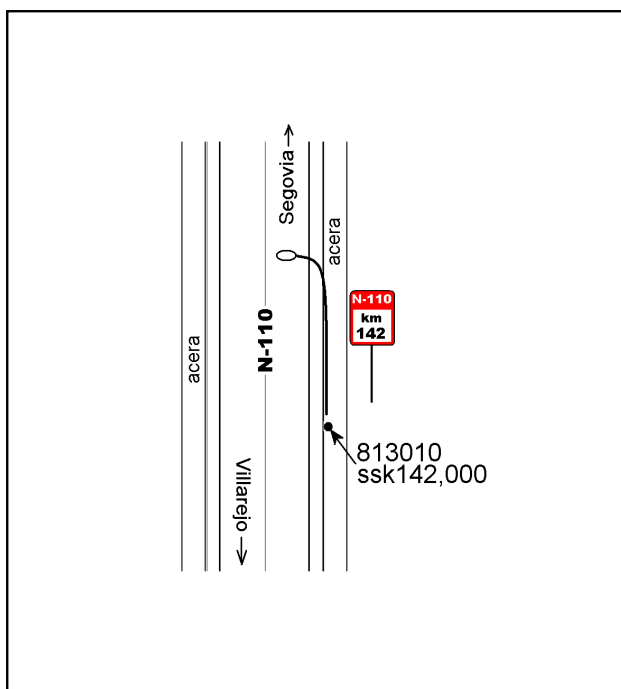 Segovia
acera
N-110
km
142
N-110
acera
813010
ssk142,000
Villarejo